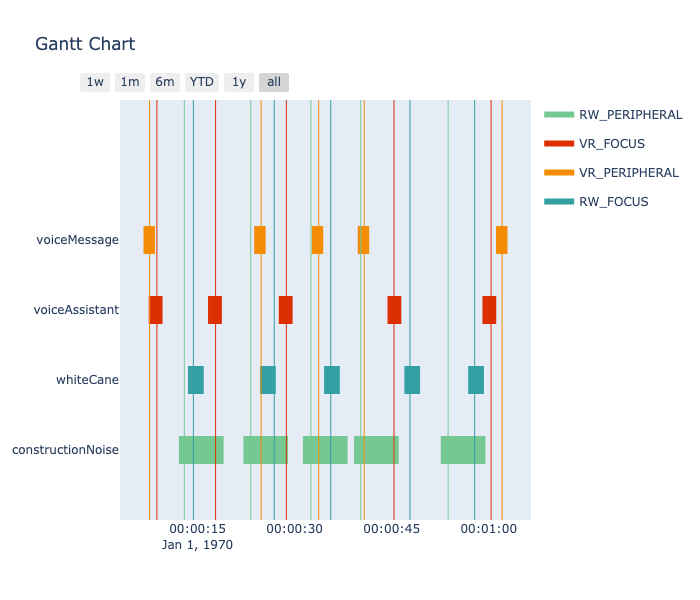 Gantt Chart
1w 1m 6m YTD 1y all
RW_PERIPHERAL
VR_FOCUS
VR_PERIPHERAL
RW_FOCUS
voiceMessage
voiceAssistant
whiteCane
constructionNoise
00:00:15 00:00:30 00:00:45 00:01:00
Jan 1, 1970